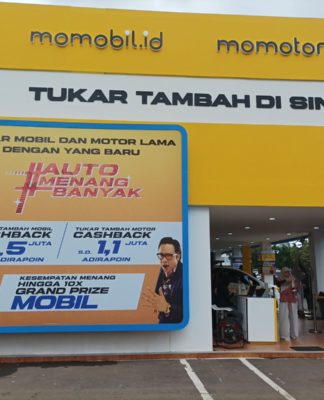 momobil.id
momotor
TUKAR TAMBAH DI SIN
AR MOBIL DAN MOTOR LAMA
DENGAN YANG BARU
#AUTO
MENANG
BANYAK
TAMBAH MOBIL
CASHBACK
,5 JUTA
ADIRAPOIN
TUKAR TAMBAH MOTOR
CASHBACK
S.D. 1,1 JUTA
ADIRAPOIN
KESEMPATAN MENANG
HINGGA 10X
GRAND PRIZE
MOBIL